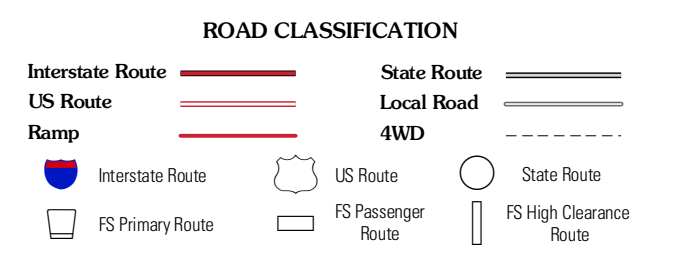 ROAD CLASSIFICATION
Interstate Route
State Route
US Route
Local Road
Ramp
4WD
Interstate Route
US Route
State Route
FS Primary Route
FS Passenger
Route
FS High Clearance
Route